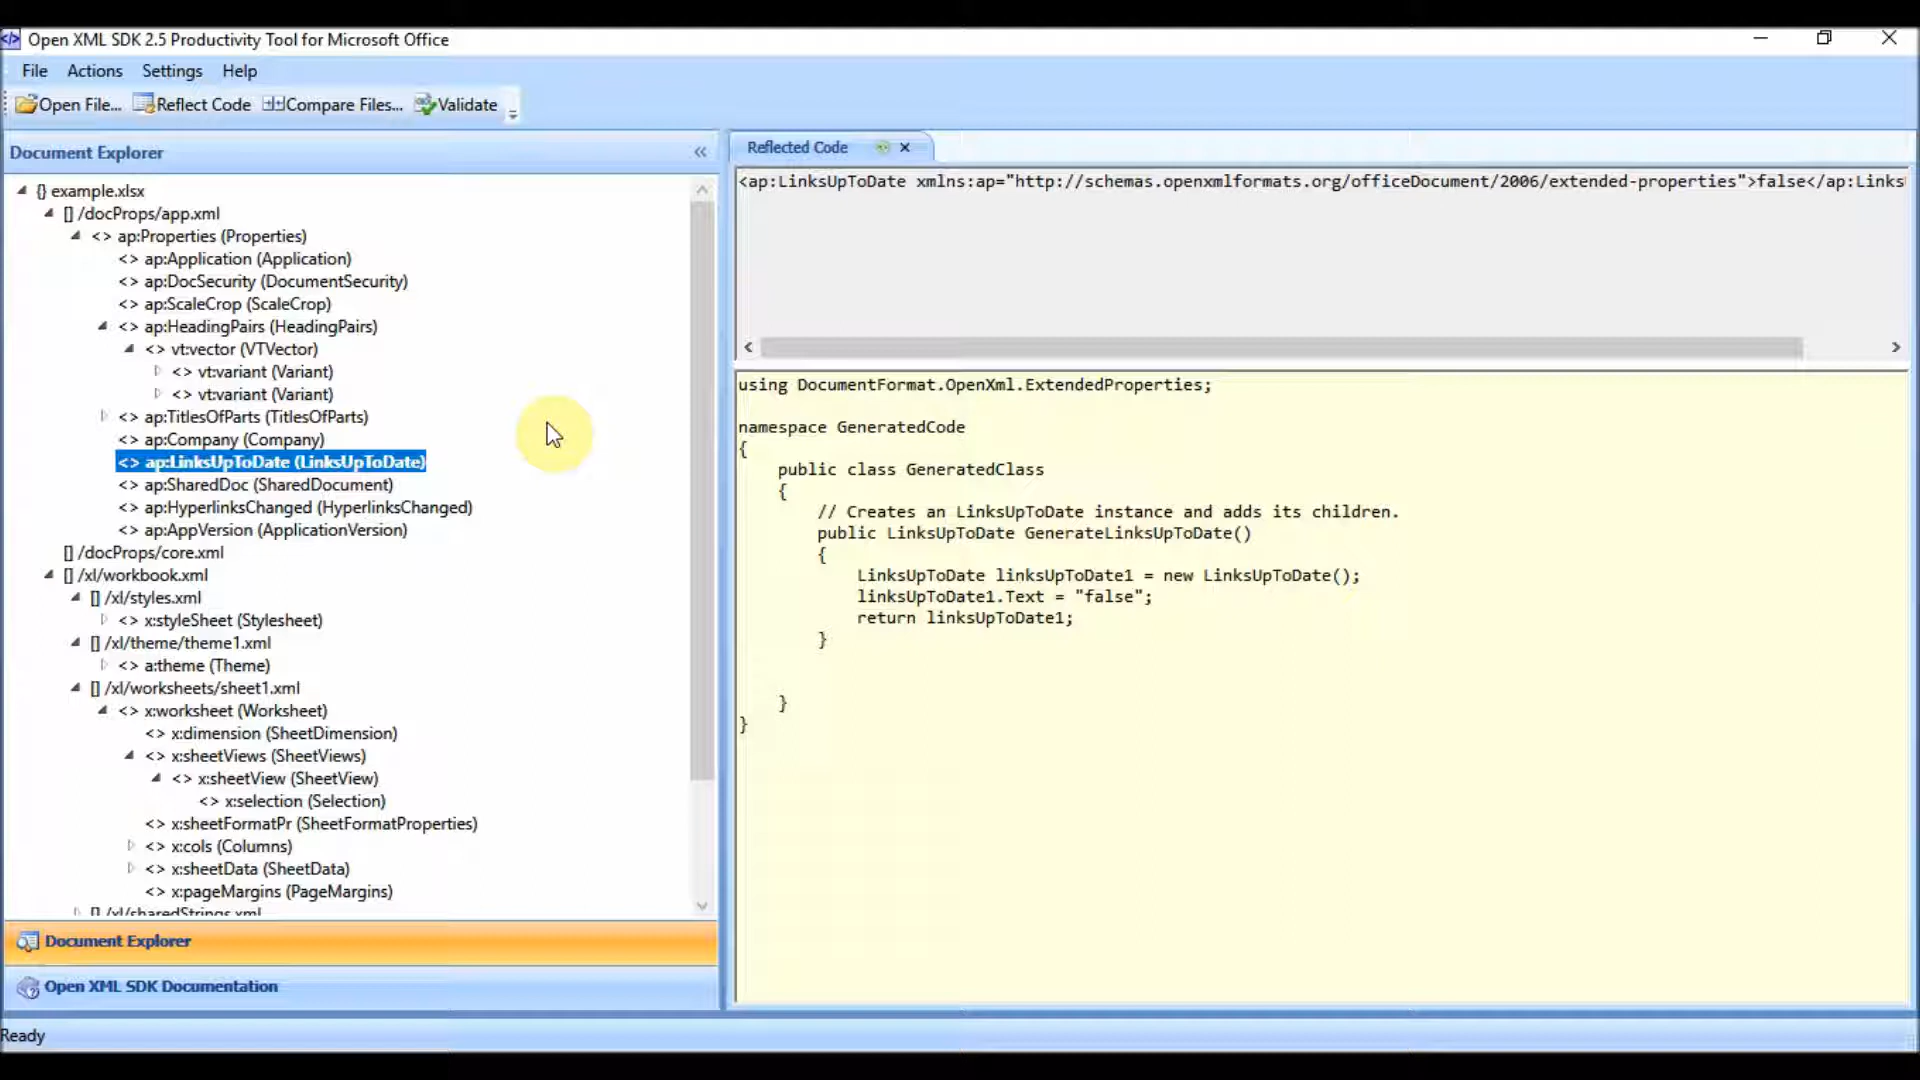 Open XML SDK 2.5 Productivity Tool for Microsoft Office
File Actions Settings Help
Open File... Reflect Code Compare Files... Validate
Document Explorer
{} example.xlsx
[] /docProps/app.xml
<> ap:Properties (Properties)
<> ap:Application (Application)
<> ap:DocSecurity (DocumentSecurity)
<> ap:ScaleCrop (ScaleCrop)
<> ap:HeadingPairs (HeadingPairs)
<> vt:vector (VTVector)
<> vt:variant (Variant)
<> vt:variant (Variant)
<> ap:TitlesOfParts (TitlesOfParts)
<> ap:Company (Company)
<> ap:LinksUpToDate (LinksUpToDate)
<> ap:SharedDoc (SharedDocument)
<> ap:HyperlinksChanged (HyperlinksChanged)
<> ap:AppVersion (ApplicationVersion)
[] /docProps/core.xml
[] /xl/workbook.xml
[] /xl/styles.xml
<> x:styleSheet (Stylesheet)
[] /xl/theme/theme1.xml
<> a:theme (Theme)
[] /xl/worksheets/sheet1.xml
<> x:worksheet (Worksheet)
<> x:dimension (SheetDimension)
<> x:sheetViews (SheetViews)
<> x:sheetView (SheetView)
<> x:selection (Selection)
<> x:sheetFormatPr (SheetFormatProperties)
<> x:cols (Columns)
<> x:sheetData (SheetData)
<> x:pageMargins (PageMargins)
[] /xl/sharedStrings.xml
Document Explorer
Open XML SDK Documentation
Ready
Reflected Code
<ap:LinksUpToDate xmlns:ap="http://schemas.openxmlformats.org/officeDocument/2006/extended-properties">false</ap:Links
using DocumentFormat.OpenXml.ExtendedProperties;
namespace GeneratedCode
{
public class GeneratedClass
{
// Creates an LinksUpToDate instance and adds its children.
public LinksUpToDate GenerateLinksUpToDate()
{
LinksUpToDate linksUpToDate1 = new LinksUpToDate();
linksUpToDate1.Text = "false";
return linksUpToDate1;
}
}
}